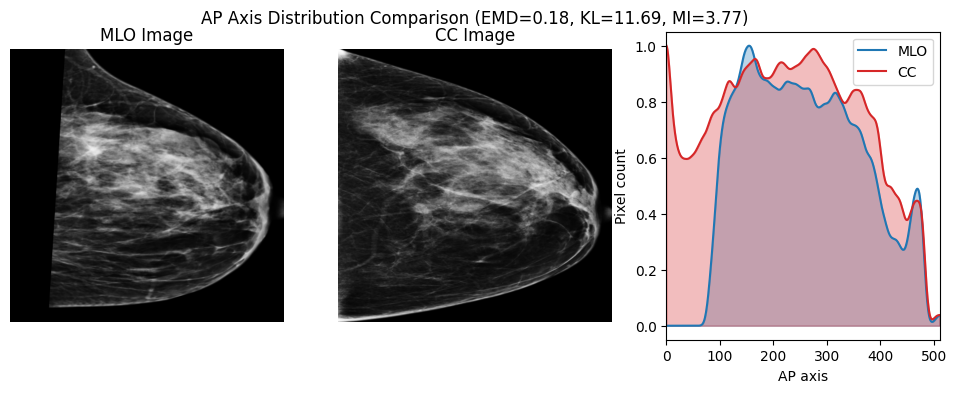 AP Axis Distribution Comparison (EMD=0.18, KL=11.69, MI=3.77)
MLO Image
CC Image
MLO
CC
Pixel count
1.0
0.8
0.6
0.4
0.2
0.0
0 100 200 300 400 500
AP axis